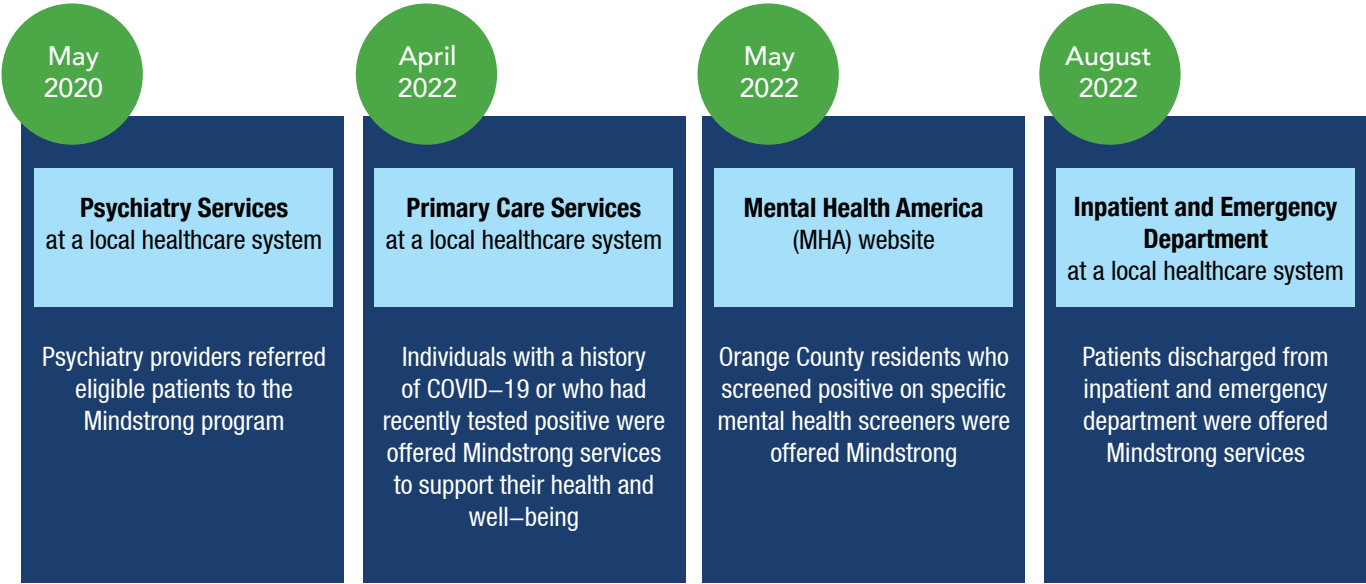 May
2020
Psychiatry Services
at a local healthcare system
Psychiatry providers referred
eligible patients to the
Mindstrong program
April
2022
Primary Care Services
at a local healthcare system
Individuals with a history
of COVID–19 or who had
recently tested positive were
offered Mindstrong services
to support their health and
well–being
May
2022
Mental Health America
(MHA) website
Orange County residents who
screened positive on specific
mental health screeners were
offered Mindstrong
August
2022
Inpatient and Emergency
Department
at a local healthcare system
Patients discharged from
inpatient and emergency
department were offered
Mindstrong services